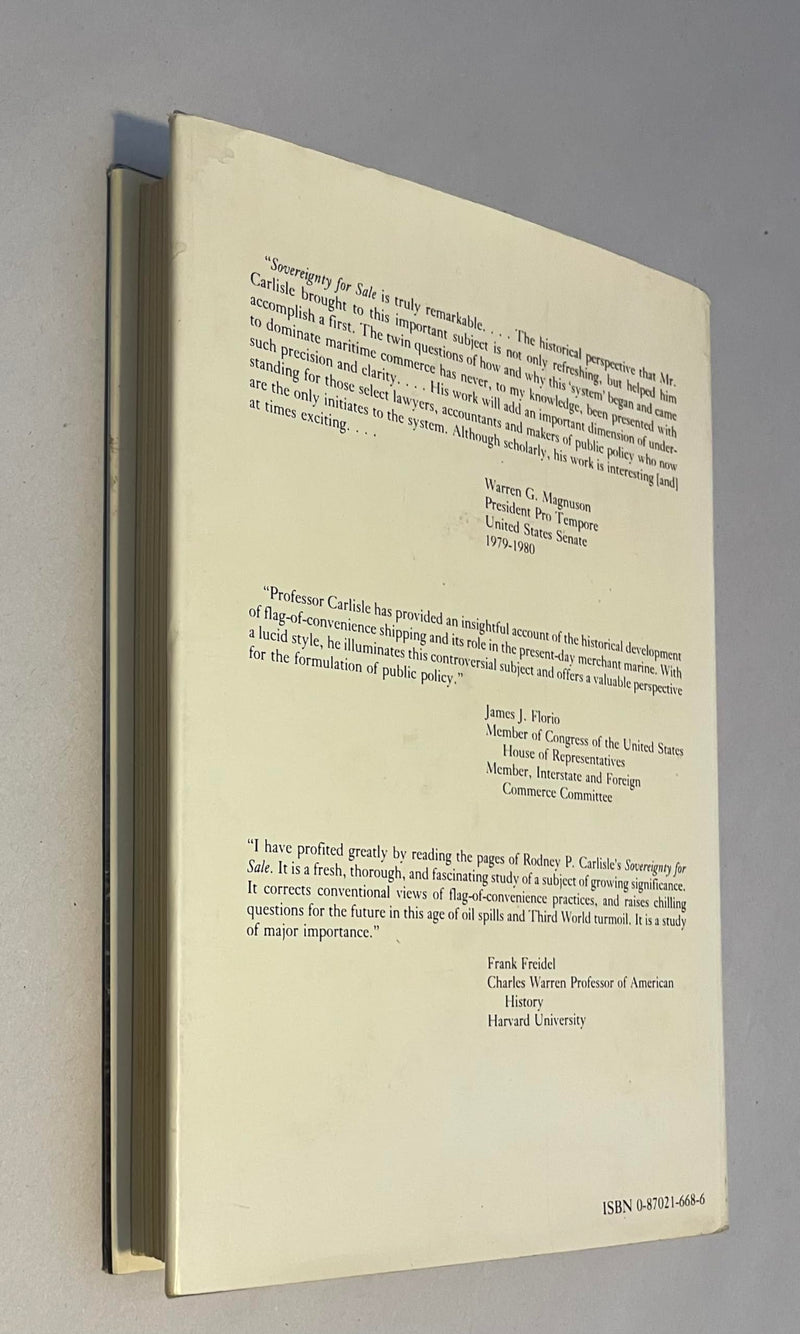 “Sovereignty for Sale is truly remarkable. . . . The historical perspective that Mr.
Carlisle brought to this important subject is not only refreshing, but helped him
accomplish a first. The twin questions of how and why this ‘system’ began and came
to dominate maritime commerce has never, to my knowledge, been presented with
such precision and clarity. . . . His work will add an important dimension of under-
standing for those select lawyers, accountants and makers of public policy who now
are the only initiates to the system. Although scholarly, his work is interesting [and]
at times exciting. . . .
Warren G. Magnuson
President Pro Tempore
United States Senate
1979-1980
“Professor Carlisle has provided an insightful account of the historical development
of flag-of-convenience shipping and its role in the present-day merchant marine. With
a lucid style, he illuminates this controversial subject and offers a valuable perspective
for the formulation of public policy.”
James J. Florio
Member of Congress of the United States
House of Representatives
Member, Interstate and Foreign
Commerce Committee
“I have profited greatly by reading the pages of Rodney P. Carlisle’s Sovereignty for
Sale. It is a fresh, thorough, and fascinating study of a subject of growing significance.
It corrects conventional views of flag-of-convenience practices, and raises chilling
questions for the future in this age of oil spills and Third World turmoil. It is a study
of major importance.”
Frank Freidel
Charles Warren Professor of American
History
Harvard University
ISBN 0-87021-668-6